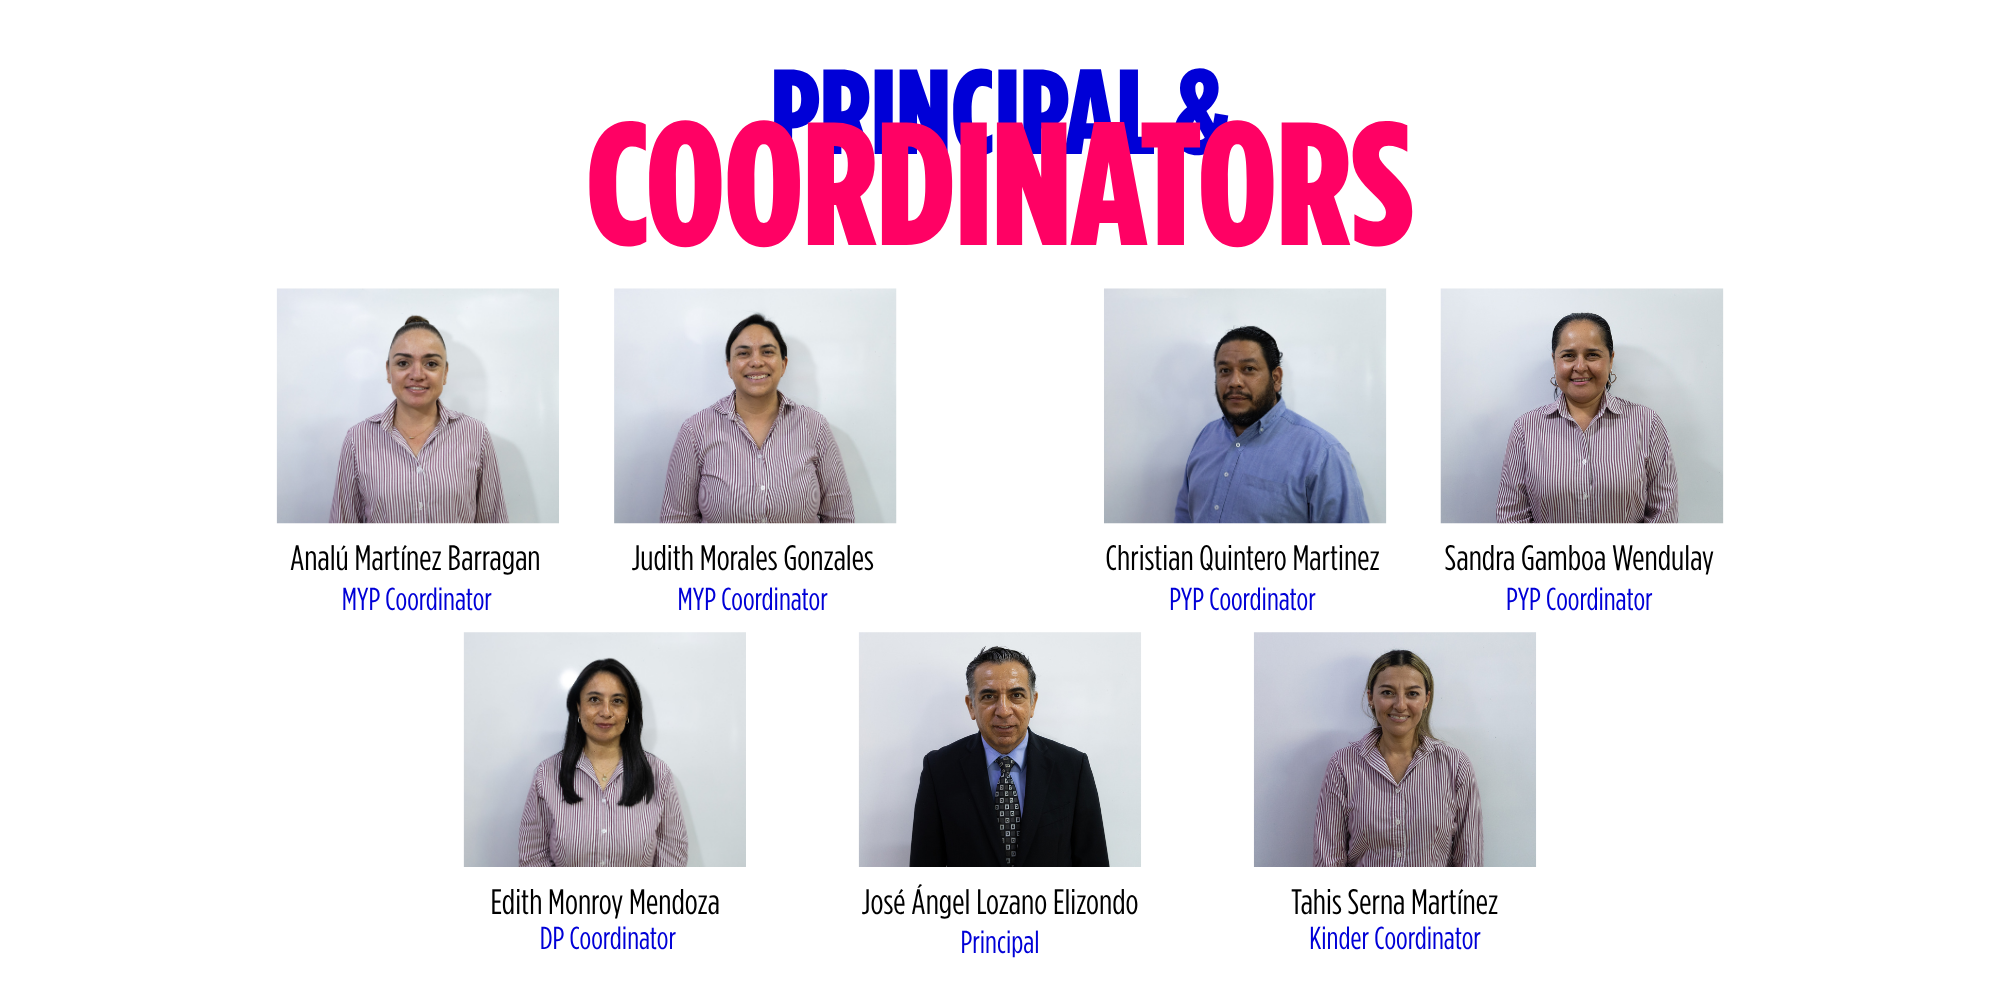 PRINCIPAL &
COORDINATORS
Analú Martínez Barragan
MYP Coordinator
Judith Morales Gonzales
MYP Coordinator
Christian Quintero Martinez
PYP Coordinator
Sandra Gamboa Wendulay
PYP Coordinator
Edith Monroy Mendoza
DP Coordinator
José Ángel Lozano Elizondo
Principal
Tahis Serna Martínez
Kinder Coordinator